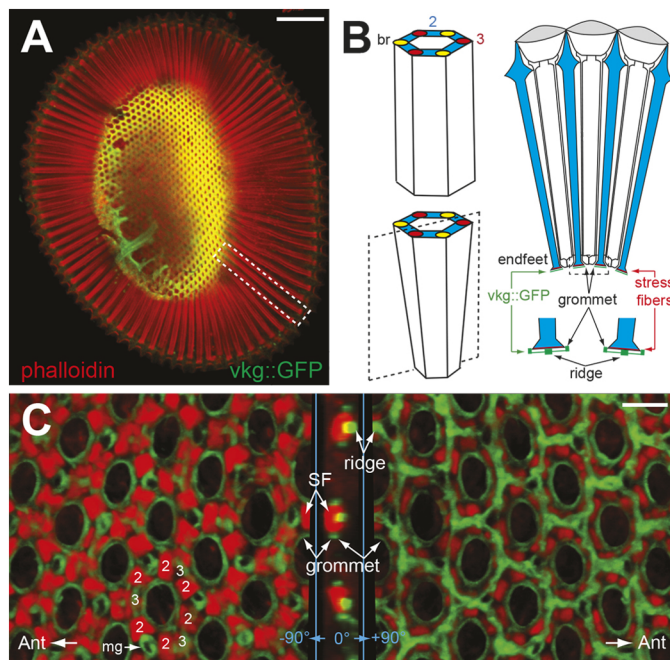 A
phalloidin
vkg::GFP
B
br
2
3
endfeet
vkg::GFP
grommet
stress
fibers
ridge
C
ridge
SF
grommet
2
2
3
2
3
2
2
2
3
mg
Ant
-90°
0°
+90
Ant